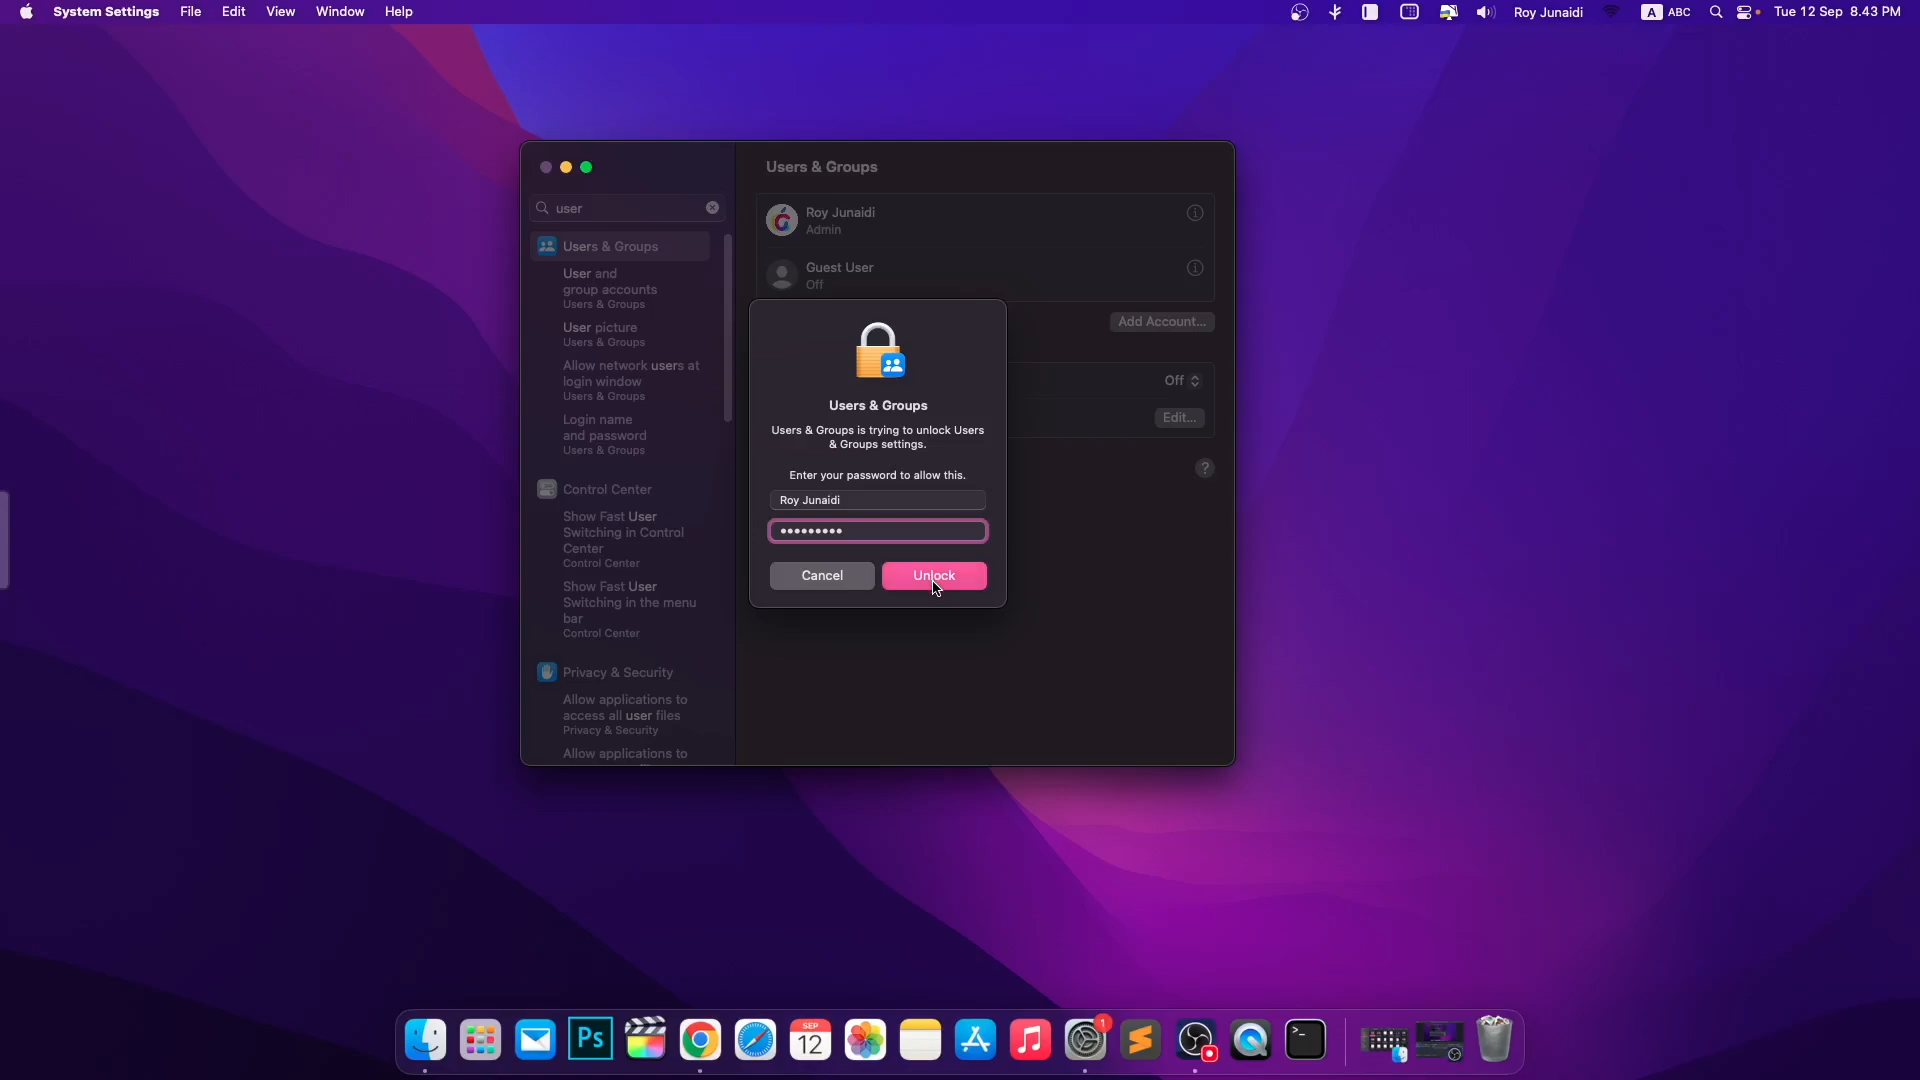 System Settings File Edit View Window Help
Roy Junaidi A ABC Tue 12 Sep 8.43 PM
user
Users & Groups
User and
group accounts
Users & Groups
User picture
Users & Groups
Allow network users at
login window
Users & Groups
Login name
and password
Users & Groups
Control Center
Show Fast User
Switching in Control
Center
Control Center
Show Fast User
Switching in the menu
bar
Control Center
Privacy & Security
Allow applications to
access all user files
Privacy & Security
Allow applications to
Users & Groups
Roy Junaidi
Admin
Guest User
Off
Add Account...
Off
Edit...
?
Users & Groups
Users & Groups is trying to unlock Users
& Groups settings.
Enter your password to allow this.
Roy Junaidi
•••••••••
Cancel Unlock
Ps
SEP
12
1
>_